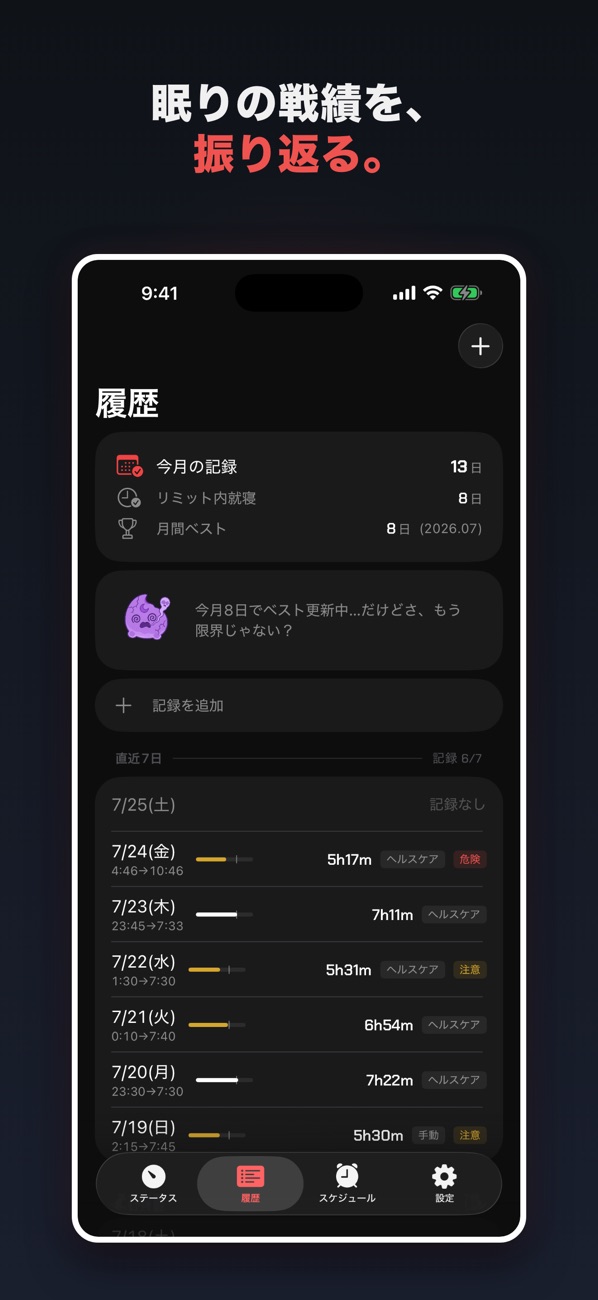 眠りの戦績を、
振り返る。
9:41
履歴
今月の記録 13日
リミット内就寝 8日
月間ベスト 8日 (2026.07)
今月8日でベスト更新中...だけどさ、もう
限界じゃない？
記録を追加
直近7日 記録 6/7
7/25(土) 記録なし
7/24(金) 5h17m ヘルスケア 危険
4:46→10:46
7/23(木) 7h11m ヘルスケア
23:45→7:33
7/22(水) 5h31m ヘルスケア 注意
1:30→7:30
7/21(火) 6h54m ヘルスケア
0:10→7:40
7/20(月) 7h22m ヘルスケア
23:30→7:30
7/19(日) 5h30m 手動 注意
2:15→7:45
ステータス 履歴 スケジュール 設定
7/18(土)